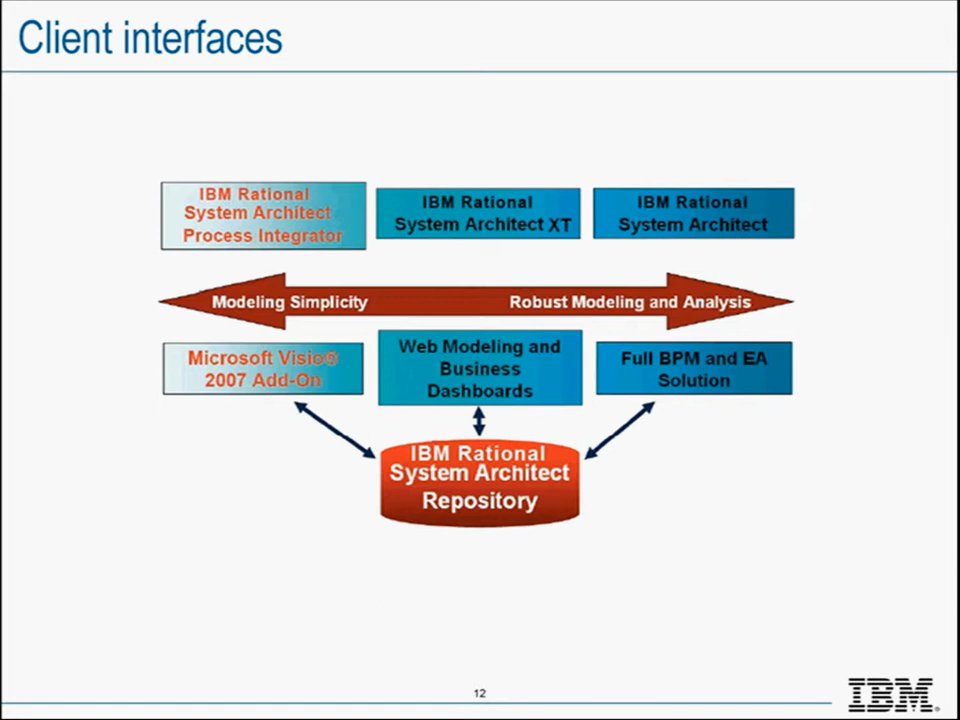 Client interfaces
IBM Rational
System Architect
Process Integrator
IBM Rational
System Architect XT
IBM Rational
System Architect
Modeling Simplicity
Robust Modeling and Analysis
Microsoft Visio®
2007 Add-On
Web Modeling and
Business
Dashboards
Full BPM and EA
Solution
IBM Rational
System Architect
Repository
12
IBM®